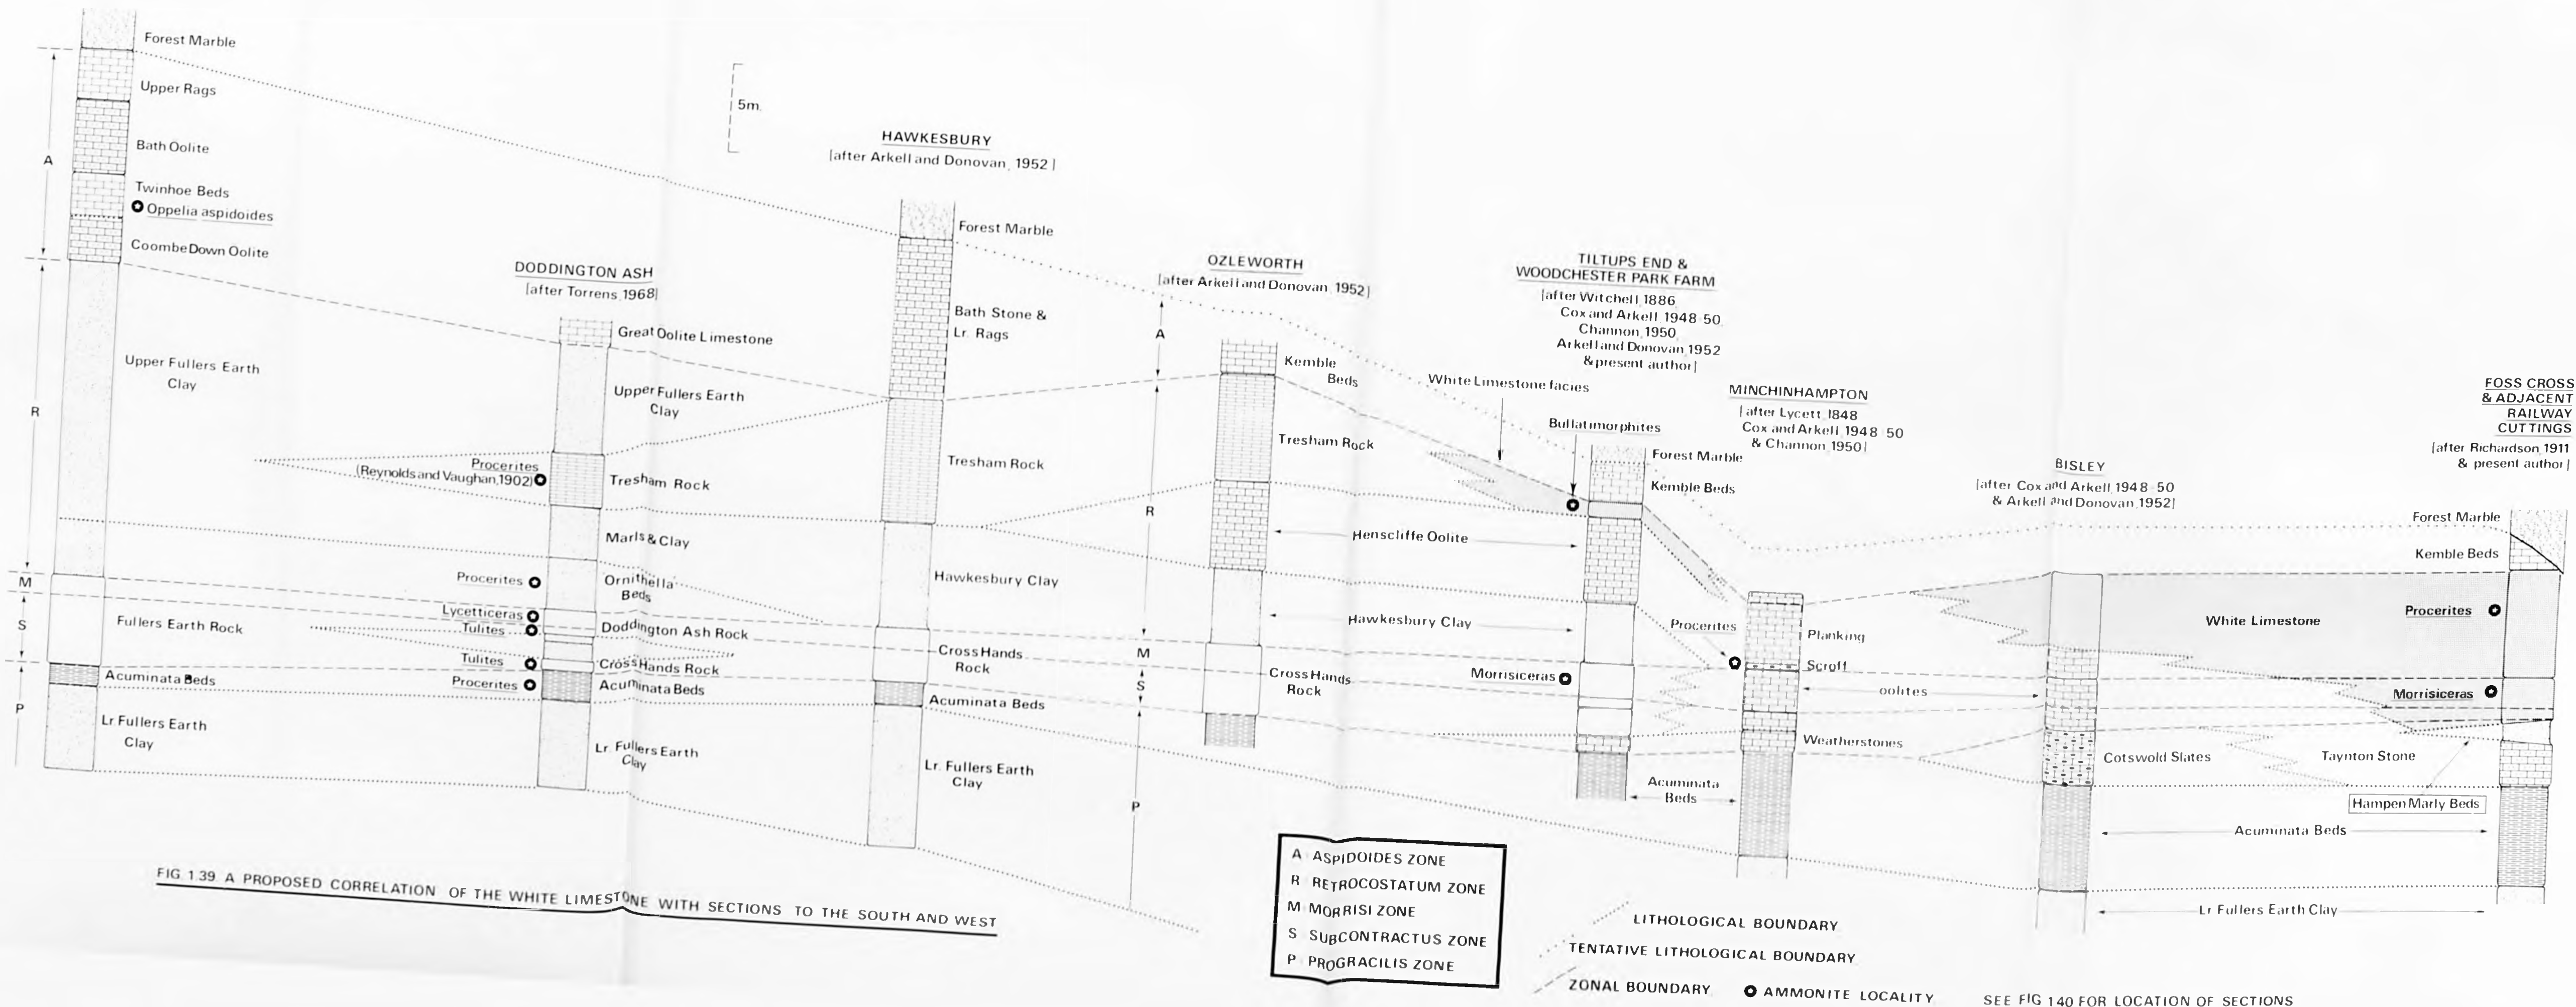 Forest Marble
Upper Rags
Bath Oolite
Twinhoe Beds
Oppelia aspidoides
Coombe Down Oolite
Upper Fullers Earth
Clay
Fullers Earth Rock
Acuminata Beds
Lr Fullers Earth
Clay
A
R
M
S
P
5m.
DODDINGTON ASH
[after Torrens, 1968]
Great Oolite Limestone
Upper Fullers Earth
Clay
Procerites
(Reynolds and Vaughan, 1902)
Tresham Rock
Marls & Clay
Procerites
Ornithella
Beds
Lycetticeras
Tulites
Doddington Ash Rock
Tulites
Cross Hands Rock
Procerites
Acuminata Beds
Lr. Fullers Earth
Clay
HAWKESBURY
[after Arkell and Donovan, 1952]
Forest Marble
Bath Stone &
Lr. Rags
Tresham Rock
Hawkesbury Clay
Cross Hands
Rock
Acuminata Beds
Lr. Fullers Earth
Clay
OZLEWORTH
[after Arkell and Donovan, 1952]
A
R
M
S
P
Kemble
Beds
Tresham Rock
Henscliffe Oolite
Hawkesbury Clay
Cross Hands
Rock
TILTUPS END &
WOODCHESTER PARK FARM
[after Witchell, 1886
Cox and Arkell, 1948-50,
Channon, 1950,
Arkell and Donovan, 1952
& present author]
White Limestone facies
Bullatimorphites
Forest Marble
Kemble Beds
Morrisiceras
Acuminata
Beds
MINCHINHAMPTON
[after Lycett, 1848
Cox and Arkell, 1948-50
& Channon, 1950]
Procerites
Planking
Scroff
oolites
Weatherstones
BISLEY
[after Cox and Arkell, 1948-50
& Arkell and Donovan, 1952]
Cotswold Slates
FOSS CROSS
& ADJACENT
RAILWAY
CUTTINGS
[after Richardson, 1911
& present author]
Forest Marble
Kemble Beds
Procerites
White Limestone
Morrisiceras
Taynton Stone
Hampen Marly Beds
Acuminata Beds
Lr Fullers Earth Clay
FIG 1.39. A PROPOSED CORRELATION OF THE WHITE LIMESTONE WITH SECTIONS TO THE SOUTH AND WEST
A ASPIDOIDES ZONE
R RETROCOSTATUM ZONE
M MORRISI ZONE
S SUBCONTRACTUS ZONE
P PROGRACILIS ZONE
LITHOLOGICAL BOUNDARY
TENTATIVE LITHOLOGICAL BOUNDARY
ZONAL BOUNDARY
AMMONITE LOCALITY
SEE FIG 1.40 FOR LOCATION OF SECTIONS